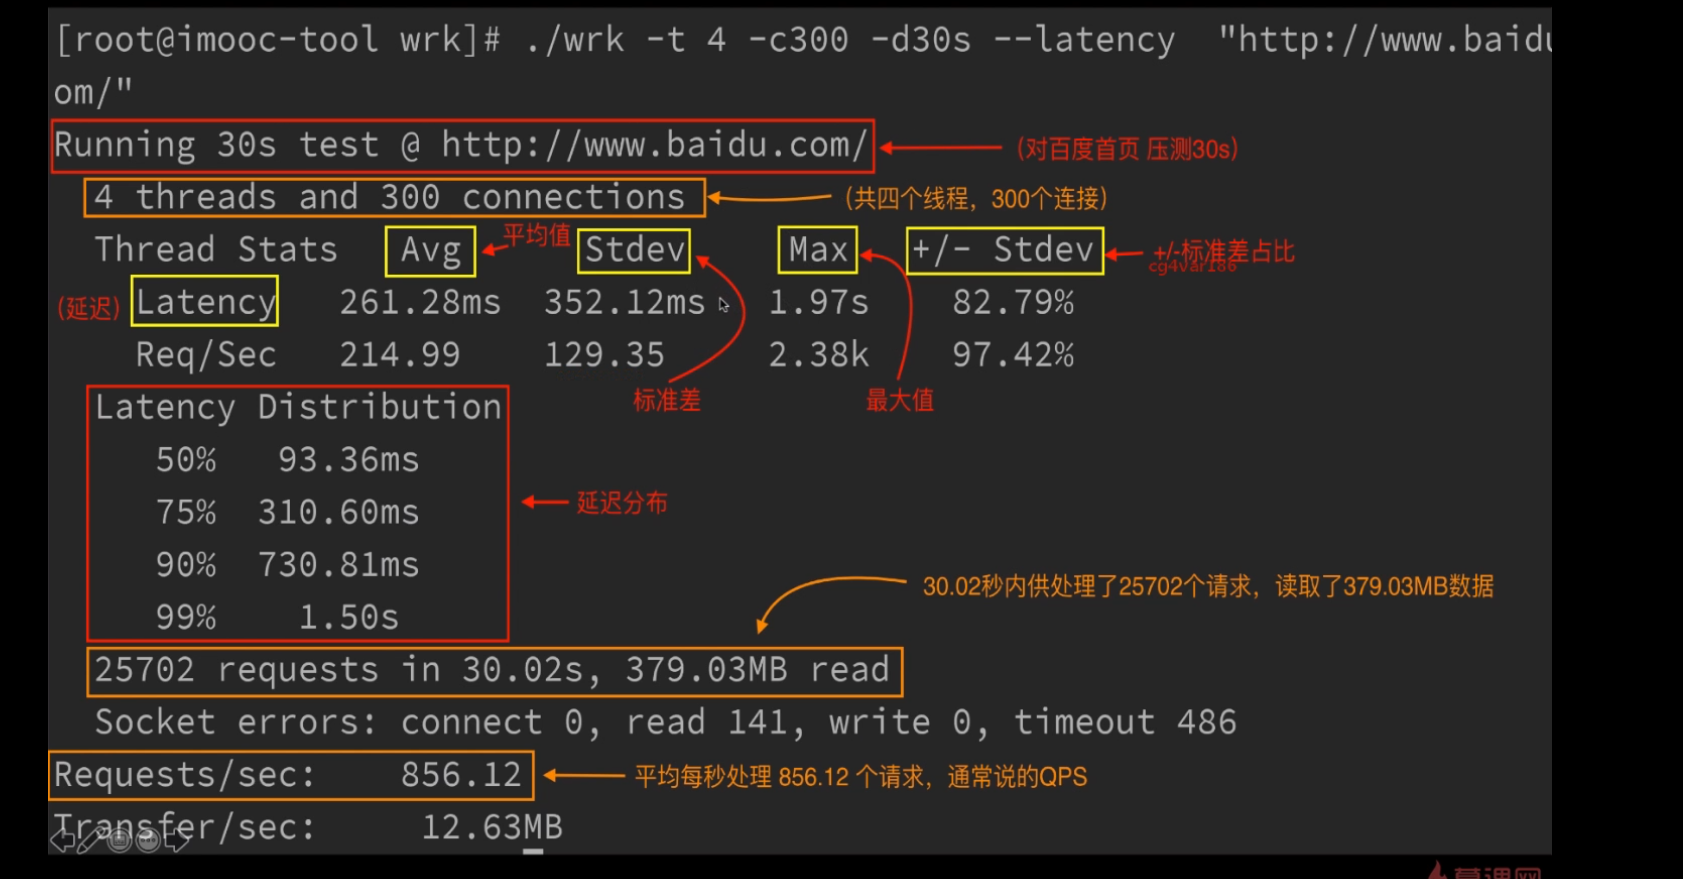 [root@imooc-tool wrk]# ./wrk -t 4 -c300 -d30s --latency "http://www.baidu
om/"
Running 30s test @ http://www.baidu.com/ (对百度首页 压测30s)
4 threads and 300 connections (共四个线程，300个连接)
Thread Stats Avg 平均值 Stdev Max +/- Stdev +/-标准差占比
cg4var186
(延迟) Latency 261.28ms 352.12ms 1.97s 82.79%
Req/Sec 214.99 129.35 2.38k 97.42%
标准差 最大值
Latency Distribution
50% 93.36ms
75% 310.60ms
延迟分布
90% 730.81ms
30.02秒内供处理了25702个请求，读取了379.03MB数据
99% 1.50s
25702 requests in 30.02s, 379.03MB read
Socket errors: connect 0, read 141, write 0, timeout 486
Requests/sec: 856.12 平均每秒处理 856.12 个请求，通常说的QPS
Transfer/sec: 12.63MB
慕课网